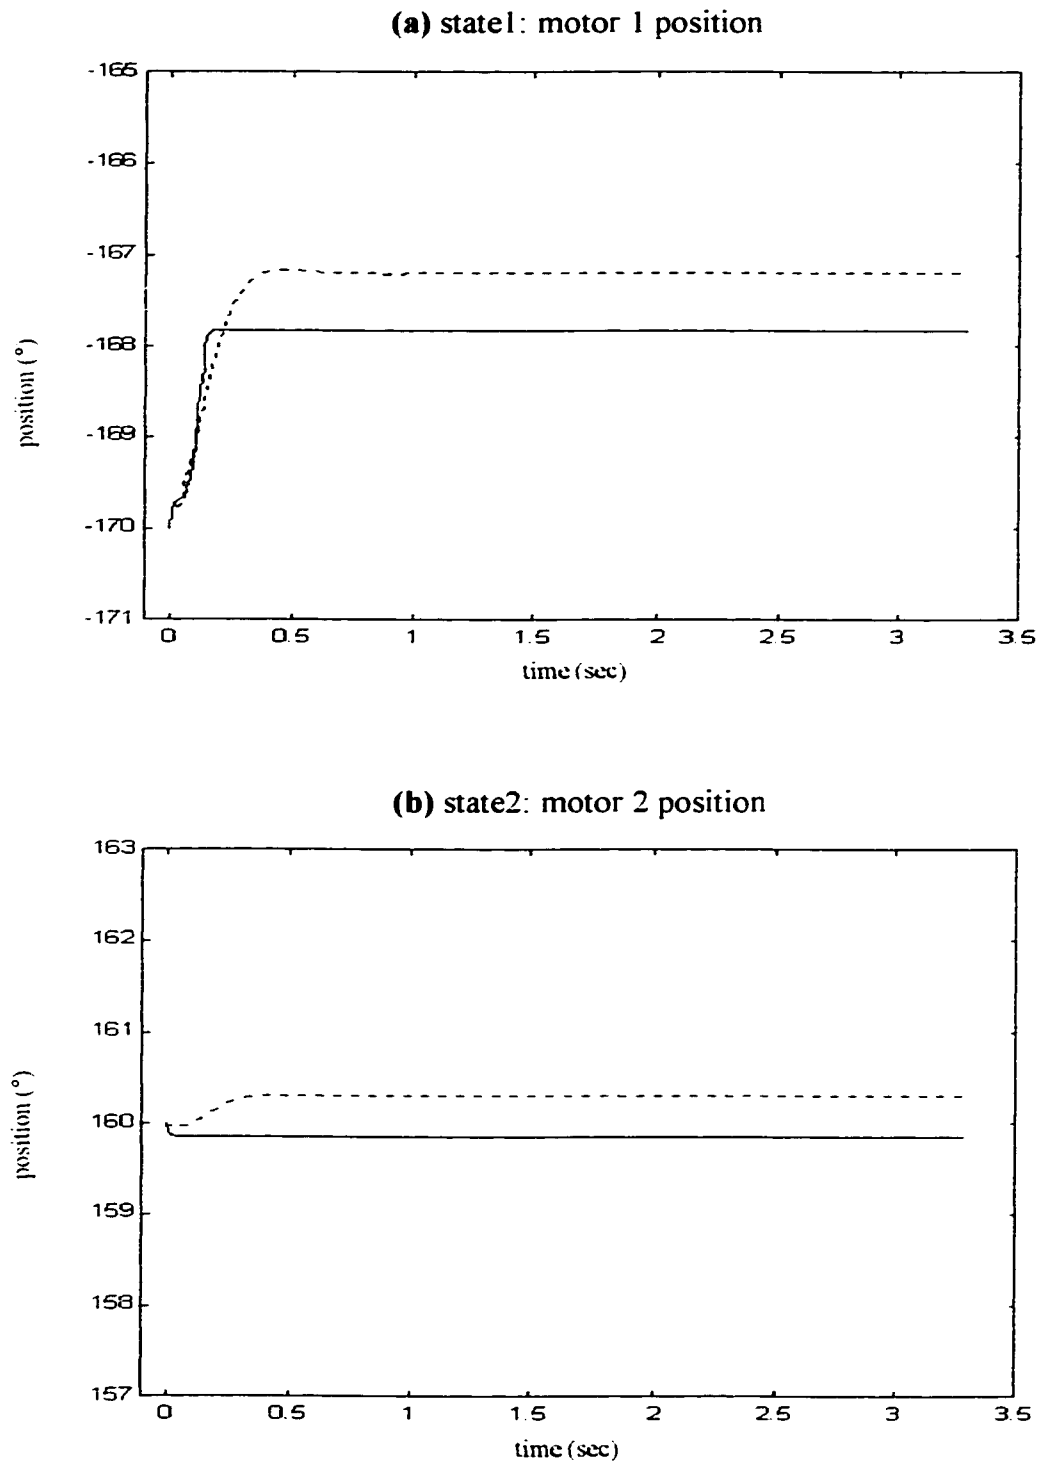 (a) state1: motor 1 position
-165
-166
-167
-168
-169
-170
-171
position (°)
0 0.5 1 1.5 2 2.5 3 3.5
time (sec)
(b) state2: motor 2 position
163
162
161
160
159
158
157
position (°)
0 0.5 1 1.5 2 2.5 3 3.5
time (sec)